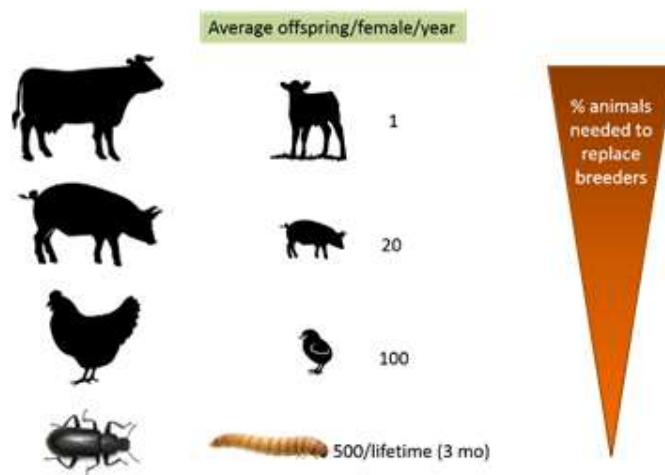 Average offspring/female/year
1
% animals
needed to
replace
breeders
20
100
500/lifetime (3 mo)